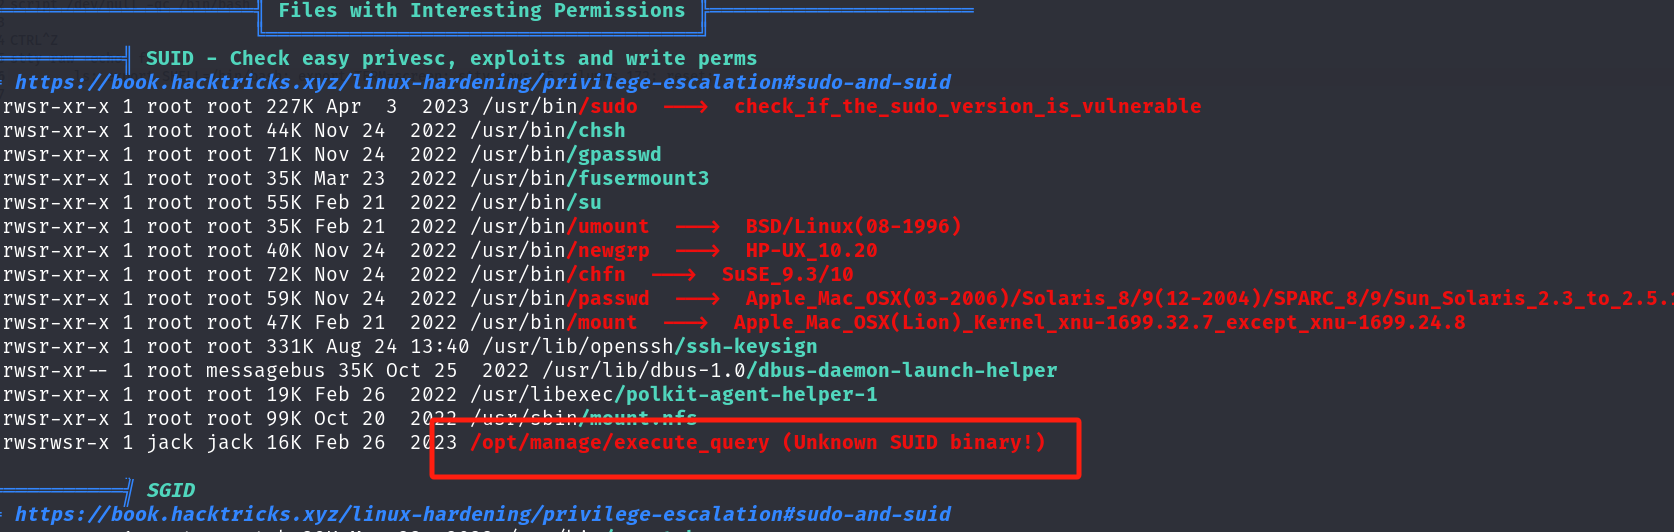 Files with Interesting Permissions
CTRL^Z
SUID - Check easy privesc, exploits and write perms
https://book.hacktricks.xyz/linux-hardening/privilege-escalation#sudo-and-suid
rwsr-xr-x 1 root root 227K Apr  3  2023 /usr/bin/sudo  --->  check_if_the_sudo_version_is_vulnerable
rwsr-xr-x 1 root root 44K Nov 24  2022 /usr/bin/chsh
rwsr-xr-x 1 root root 71K Nov 24  2022 /usr/bin/gpasswd
rwsr-xr-x 1 root root 35K Mar 23  2022 /usr/bin/fusermount3
rwsr-xr-x 1 root root 55K Feb 21  2022 /usr/bin/su
rwsr-xr-x 1 root root 35K Feb 21  2022 /usr/bin/umount  --->  BSD/Linux(08-1996)
rwsr-xr-x 1 root root 40K Nov 24  2022 /usr/bin/newgrp  --->  HP-UX_10.20
rwsr-xr-x 1 root root 72K Nov 24  2022 /usr/bin/chfn  --->  SuSE_9.3/10
rwsr-xr-x 1 root root 59K Nov 24  2022 /usr/bin/passwd  --->  Apple_Mac_OSX(03-2006)/Solaris_8/9(12-2004)/SPARC_8/9/Sun_Solaris_2.3_to_2.5.1
rwsr-xr-x 1 root root 47K Feb 21  2022 /usr/bin/mount  --->  Apple_Mac_OSX(Lion)_Kernel_xnu-1699.32.7_except_xnu-1699.24.8
rwsr-xr-x 1 root root 331K Aug 24 13:40 /usr/lib/openssh/ssh-keysign
rwsr-xr-- 1 root messagebus 35K Oct 25  2022 /usr/lib/dbus-1.0/dbus-daemon-launch-helper
rwsr-xr-x 1 root root 19K Feb 26  2022 /usr/libexec/polkit-agent-helper-1
rwsr-xr-x 1 root root 99K Oct 20  2022 /usr/sbin/mount.nfs
rwsrwsr-x 1 jack jack 16K Feb 26  2023 /opt/manage/execute_query (Unknown SUID binary!)
SGID
https://book.hacktricks.xyz/linux-hardening/privilege-escalation#sudo-and-suid